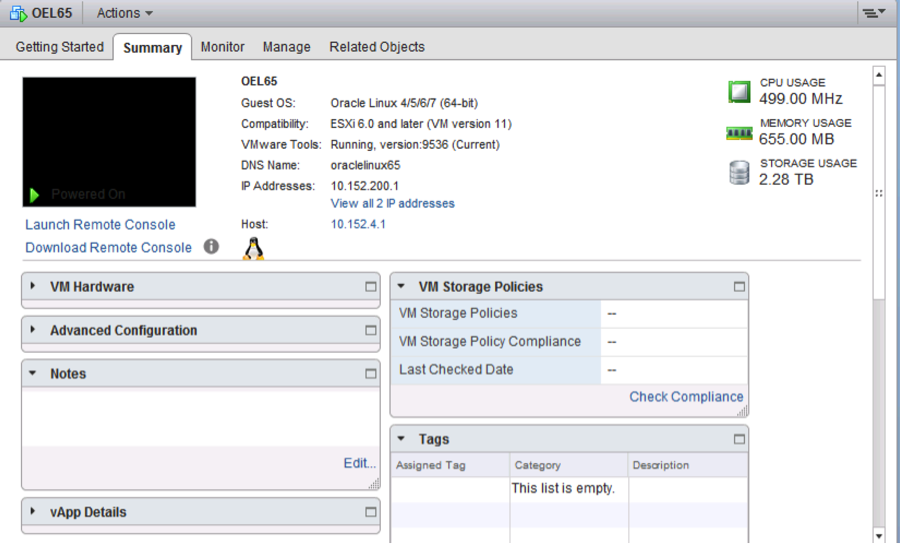 OEL65 Actions
Getting Started Summary Monitor Manage Related Objects
Powered On
Launch Remote Console
Download Remote Console
OEL65
Guest OS: Oracle Linux 4/5/6/7 (64-bit)
Compatibility: ESXi 6.0 and later (VM version 11)
VMware Tools: Running, version:9536 (Current)
DNS Name: oraclelinux65
IP Addresses: 10.152.200.1
View all 2 IP addresses
Host: 10.152.4.1
CPU USAGE
499.00 MHz
MEMORY USAGE
655.00 MB
STORAGE USAGE
2.28 TB
VM Hardware
Advanced Configuration
Notes
Edit...
vApp Details
VM Storage Policies
VM Storage Policies --
VM Storage Policy Compliance --
Last Checked Date --
Check Compliance
Tags
Assigned Tag Category Description
This list is empty.